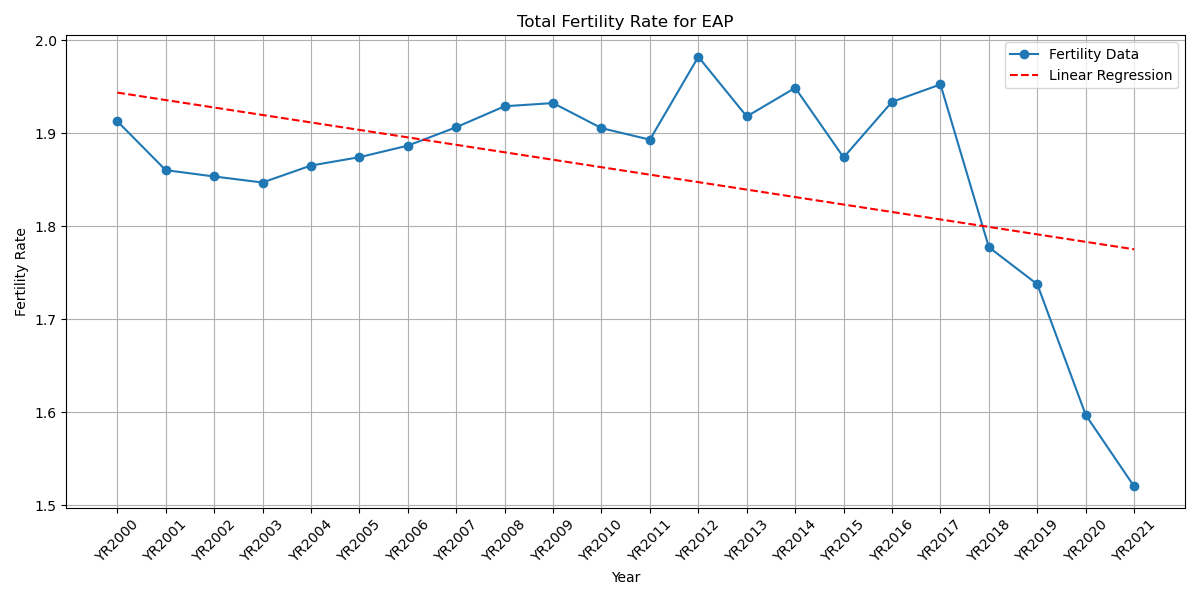 Total Fertility Rate for EAP
Fertility Data
Linear Regression
2.0
1.9
1.8
1.7
1.6
1.5
Fertility Rate
YR2000
YR2001
YR2002
YR2003
YR2004
YR2005
YR2006
YR2007
YR2008
YR2009
YR2010
YR2011
YR2012
YR2013
YR2014
YR2015
YR2016
YR2017
YR2018
YR2019
YR2020
YR2021
Year